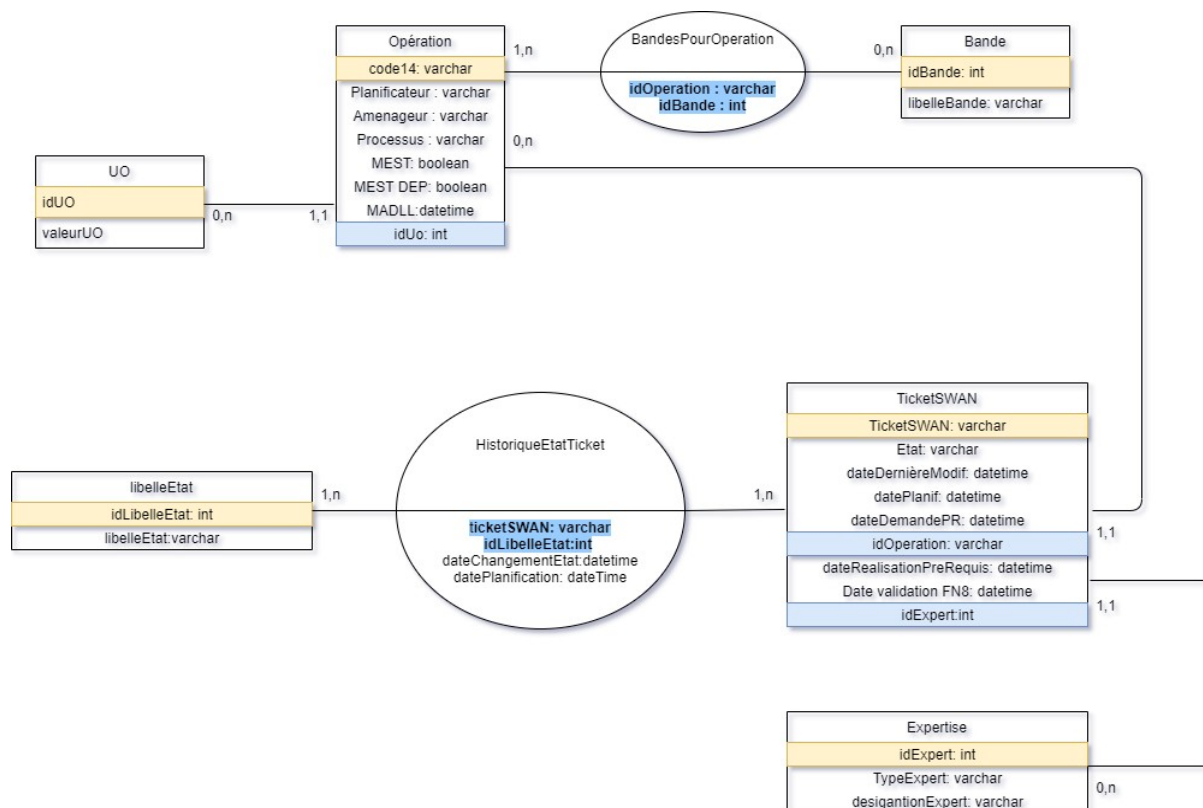 Opération
code14: varchar
Planificateur : varchar
Amenageur : varchar
Processus : varchar
MEST: boolean
MEST DEP: boolean
MADLL:datetime
idUo: int
1,n
BandesPourOperation
idOperation : varchar
idBande : int
0,n
Bande
idBande: int
libelleBande: varchar
0,n
UO
idUO
valeurUO
0,n
1,1
TicketSWAN
TicketSWAN: varchar
Etat: varchar
dateDernièreModif: datetime
datePlanif: datetime
dateDemandePR: datetime
idOperation: varchar
dateRealisationPreRequis: datetime
Date validation FN8: datetime
idExpert:int
1,1
1,1
HistoriqueEtatTicket
ticketSWAN: varchar
idLibelleEtat:int
dateChangementEtat:datetime
datePlanification: dateTime
1,n
1,n
libelleEtat
idLibelleEtat: int
libelleEtat:varchar
Expertise
idExpert: int
TypeExpert: varchar
desigantionExpert: varchar
0,n